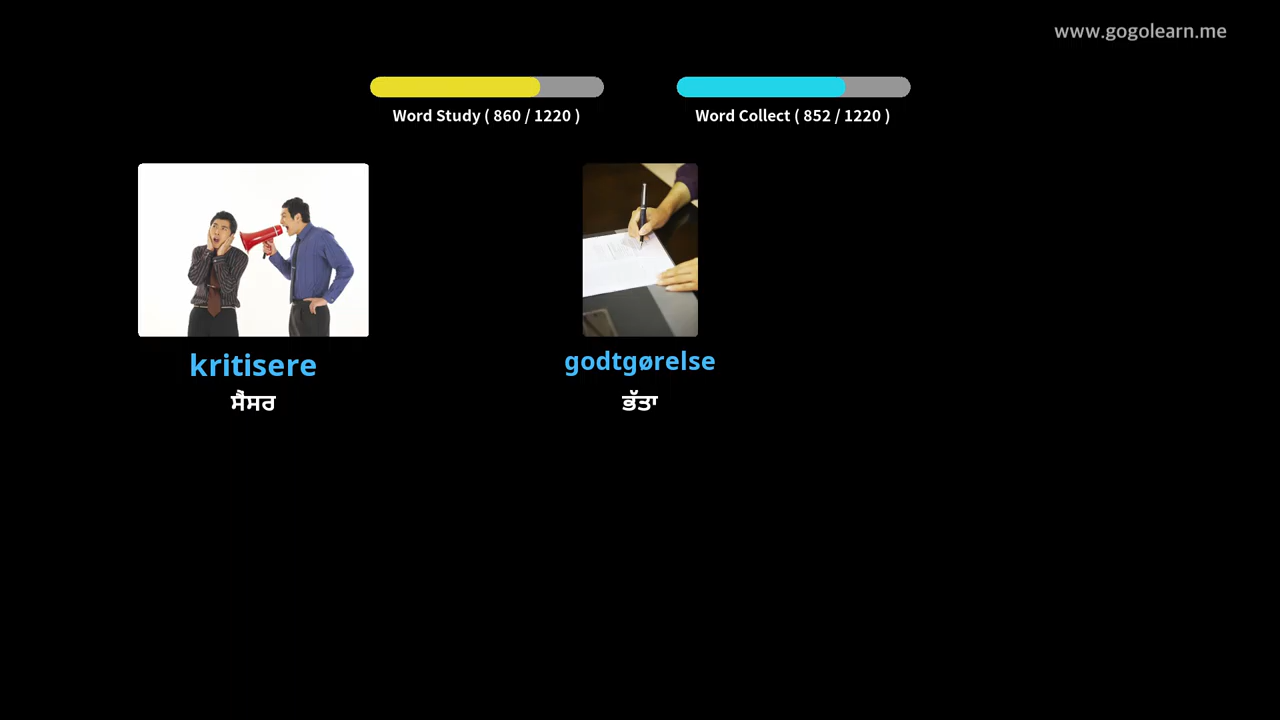 www.gogolearn.me
Word Study ( 860 / 1220 )
Word Collect ( 852 / 1220 )
kritisere
ਸੈਂਸਰ
godtgørelse
ਭੱਤਾ